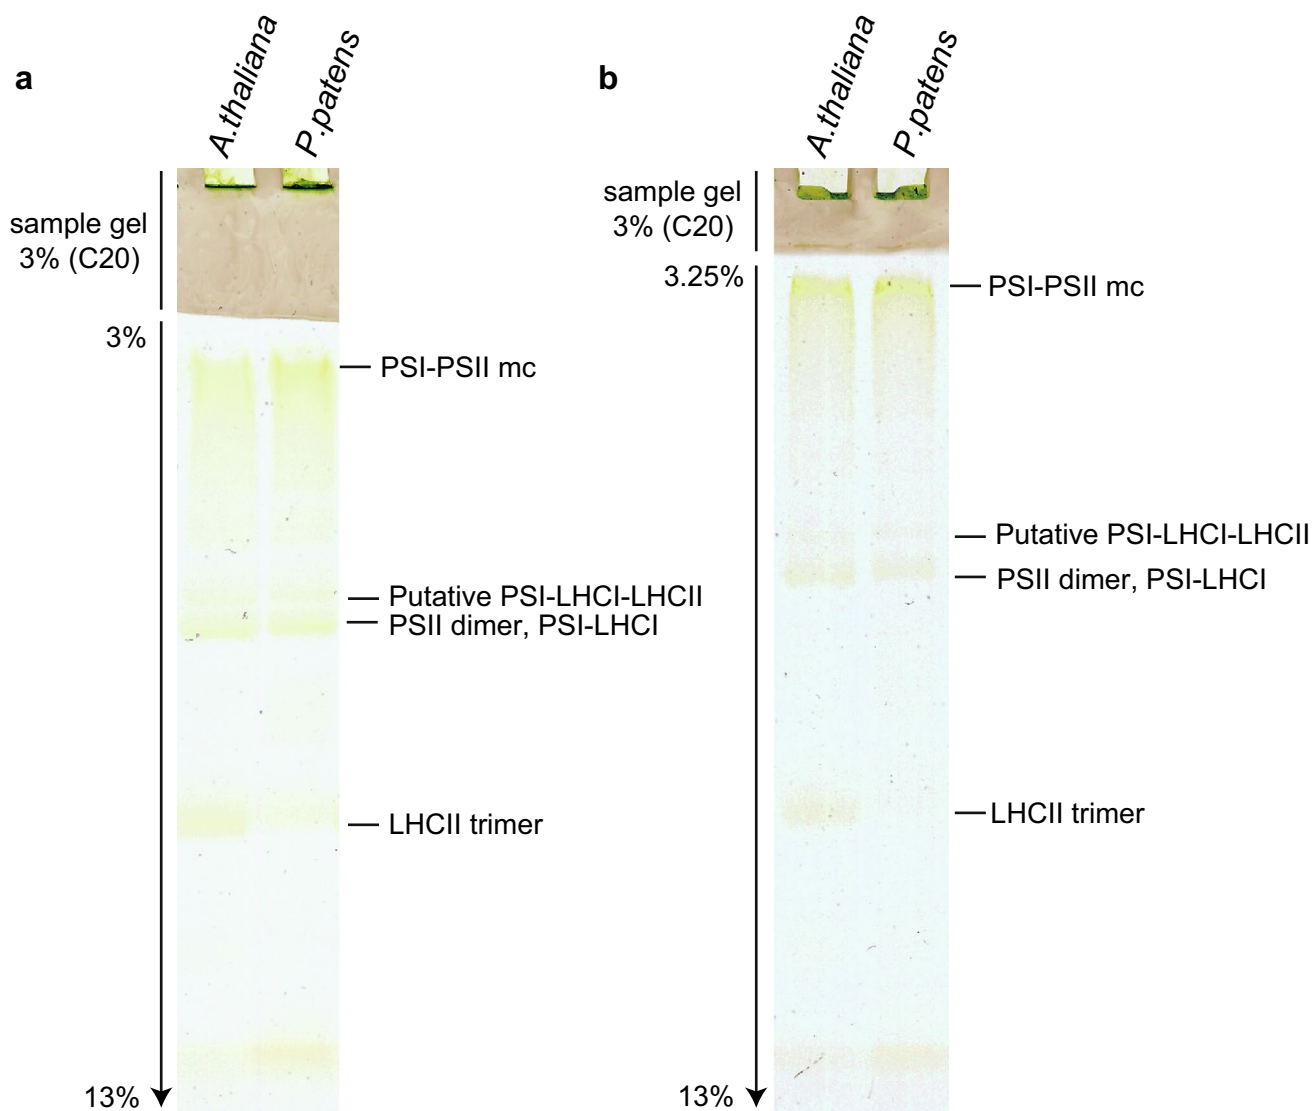 a
A.thaliana
P.patens
sample gel
3% (C20)
3%
PSI-PSII mc
Putative PSI-LHCI-LHCII
PSII dimer, PSI-LHCI
LHCII trimer
13%
b
A.thaliana
P.patens
sample gel
3% (C20)
3.25%
PSI-PSII mc
Putative PSI-LHCI-LHCII
PSII dimer, PSI-LHCI
LHCII trimer
13%